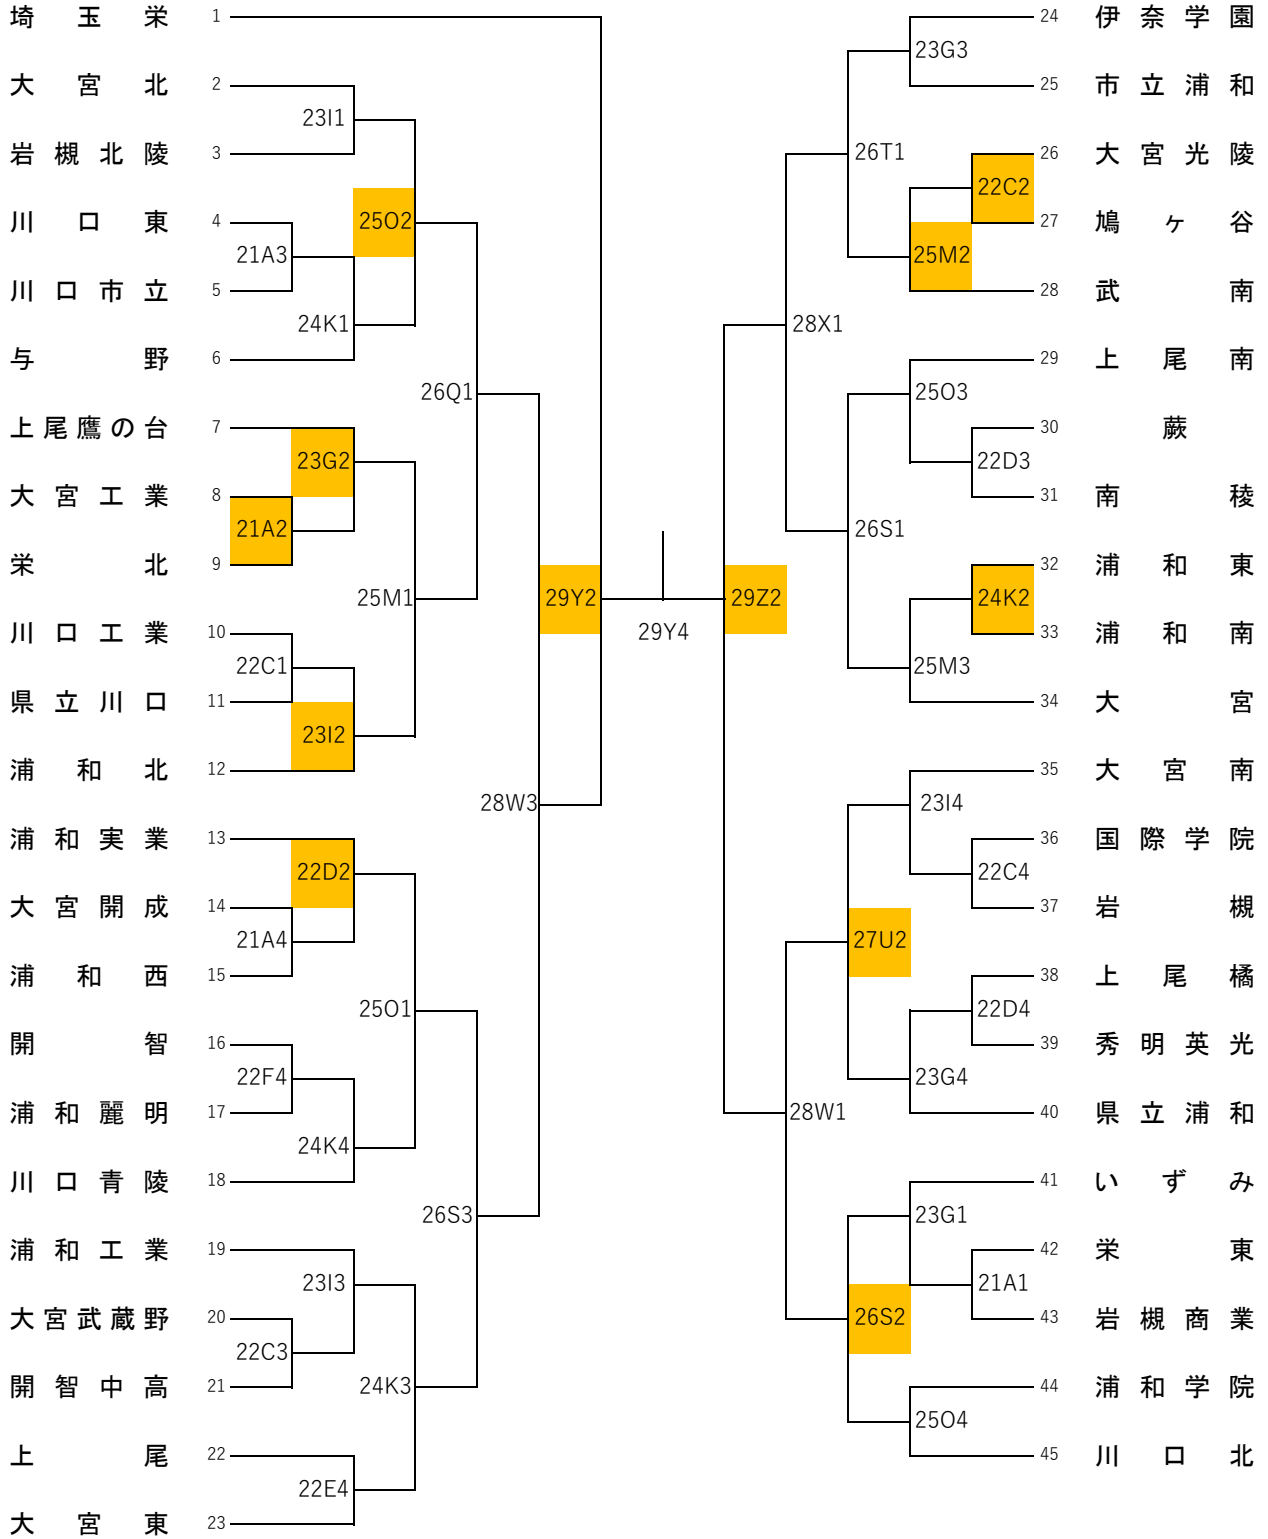 埼玉栄 1
大宮北 2
23I1
岩槻北陵 3
川口東 4
25O2
21A3
川口市立 5
24K1
与野 6
26Q1
上尾鷹の台 7
23G2
大宮工業 8
21A2
栄北 9
25M1
29Y2
川口工業 10
22C1
県立川口 11
23I2
浦和北 12
28W3
浦和実業 13
22D2
大宮開成 14
21A4
浦和西 15
25O1
開智 16
22F4
浦和麗明 17
24K4
川口青陵 18
26S3
浦和工業 19
23I3
大宮武蔵野 20
22C3
開智中高 21
24K3
上尾 22
22E4
大宮東 23
29Y4
24 伊奈学園
23G3
25 市立浦和
26T1
26 大宮光陵
22C2
27 鳩ヶ谷
25M2
28 武南
28X1
29 上尾南
25O3
30 蕨
22D3
31 南稜
26S1
32 浦和東
29Z2
24K2
33 浦和南
25M3
34 大宮
35 大宮南
23I4
36 国際学院
22C4
37 岩槻
27U2
38 上尾橘
22D4
39 秀明英光
23G4
40 県立浦和
28W1
41 いずみ
23G1
42 栄東
21A1
43 岩槻商業
26S2
44 浦和学院
25O4
45 川口北